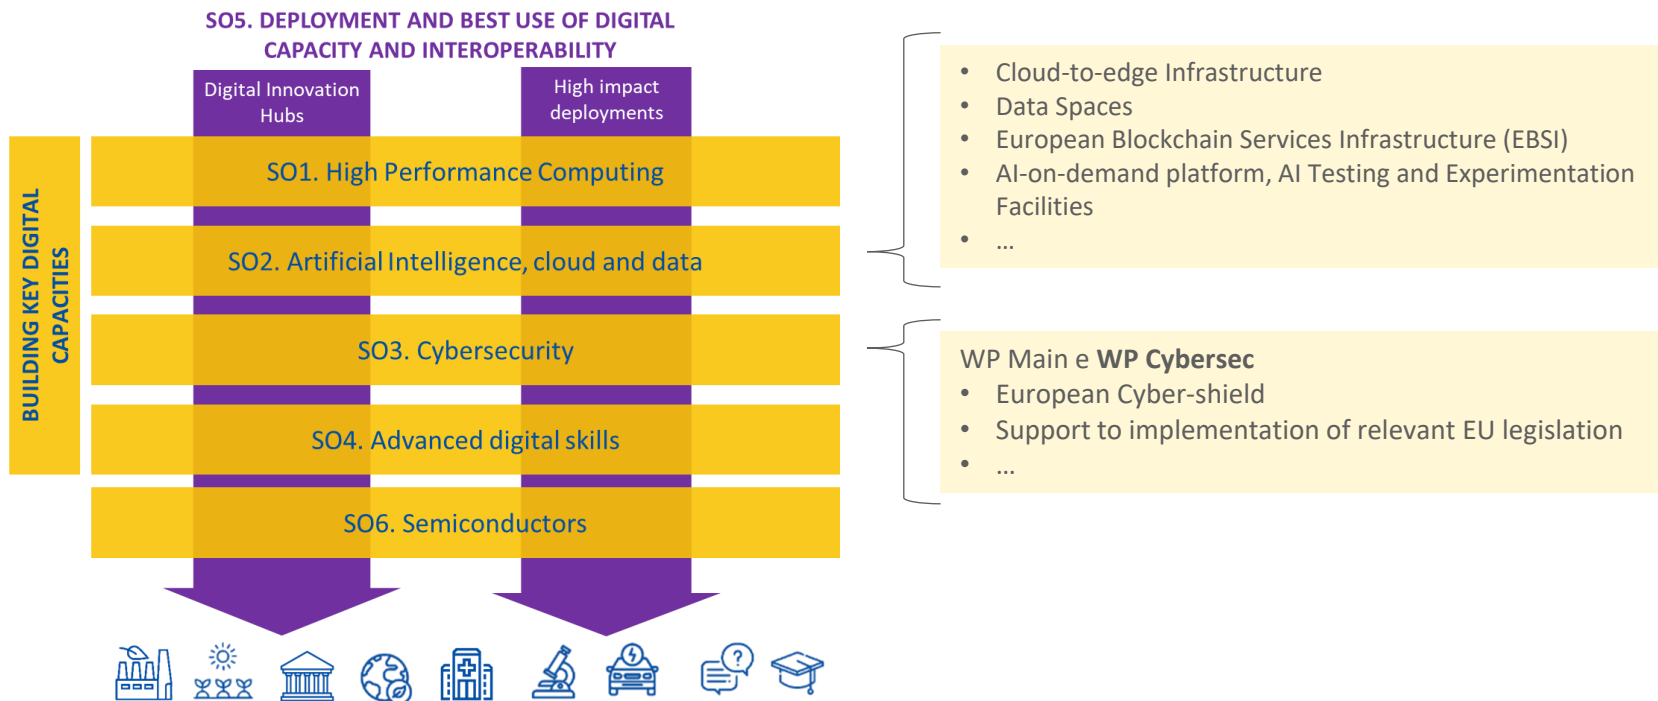 SO5. DEPLOYMENT AND BEST USE OF DIGITAL
CAPACITY AND INTEROPERABILITY
Digital Innovation
Hubs
High impact
deployments
BUILDING KEY DIGITAL
CAPACITIES
SO1. High Performance Computing
SO2. Artificial Intelligence, cloud and data
SO3. Cybersecurity
SO4. Advanced digital skills
SO6. Semiconductors
• Cloud-to-edge Infrastructure
• Data Spaces
• European Blockchain Services Infrastructure (EBSI)
• AI-on-demand platform, AI Testing and Experimentation
Facilities
• ...
WP Main e WP Cybersec
• European Cyber-shield
• Support to implementation of relevant EU legislation
• ...
?